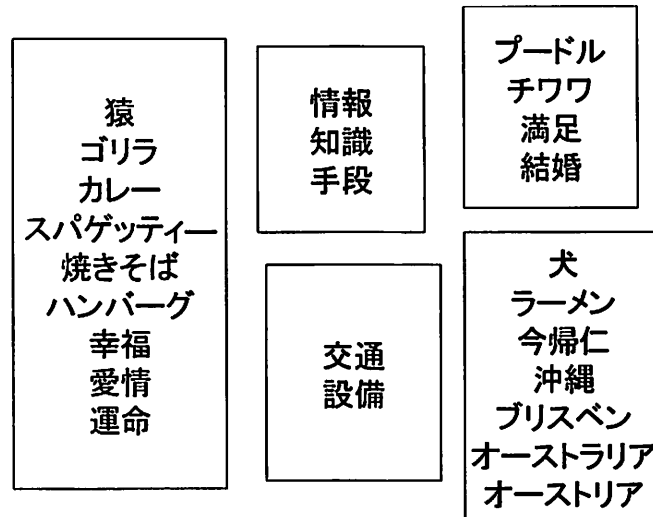 猿
ゴリラ
カレー
スパゲッティー
焼きそば
ハンバーグ
幸福
愛情
運命
情報
知識
手段
交通
設備
プードル
チワワ
満足
結婚
犬
ラーメン
今帰仁
沖縄
ブリスベン
オーストラリア
オーストリア